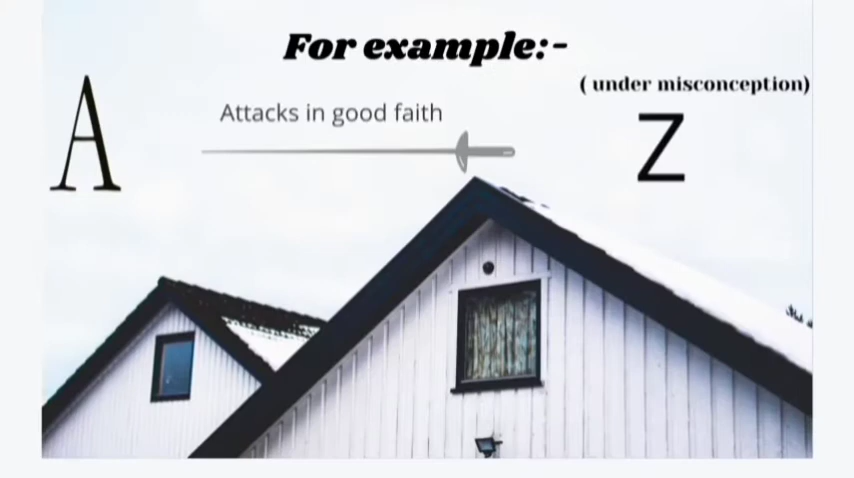 For example:-
( under misconception)
A
Attacks in good faith
Z